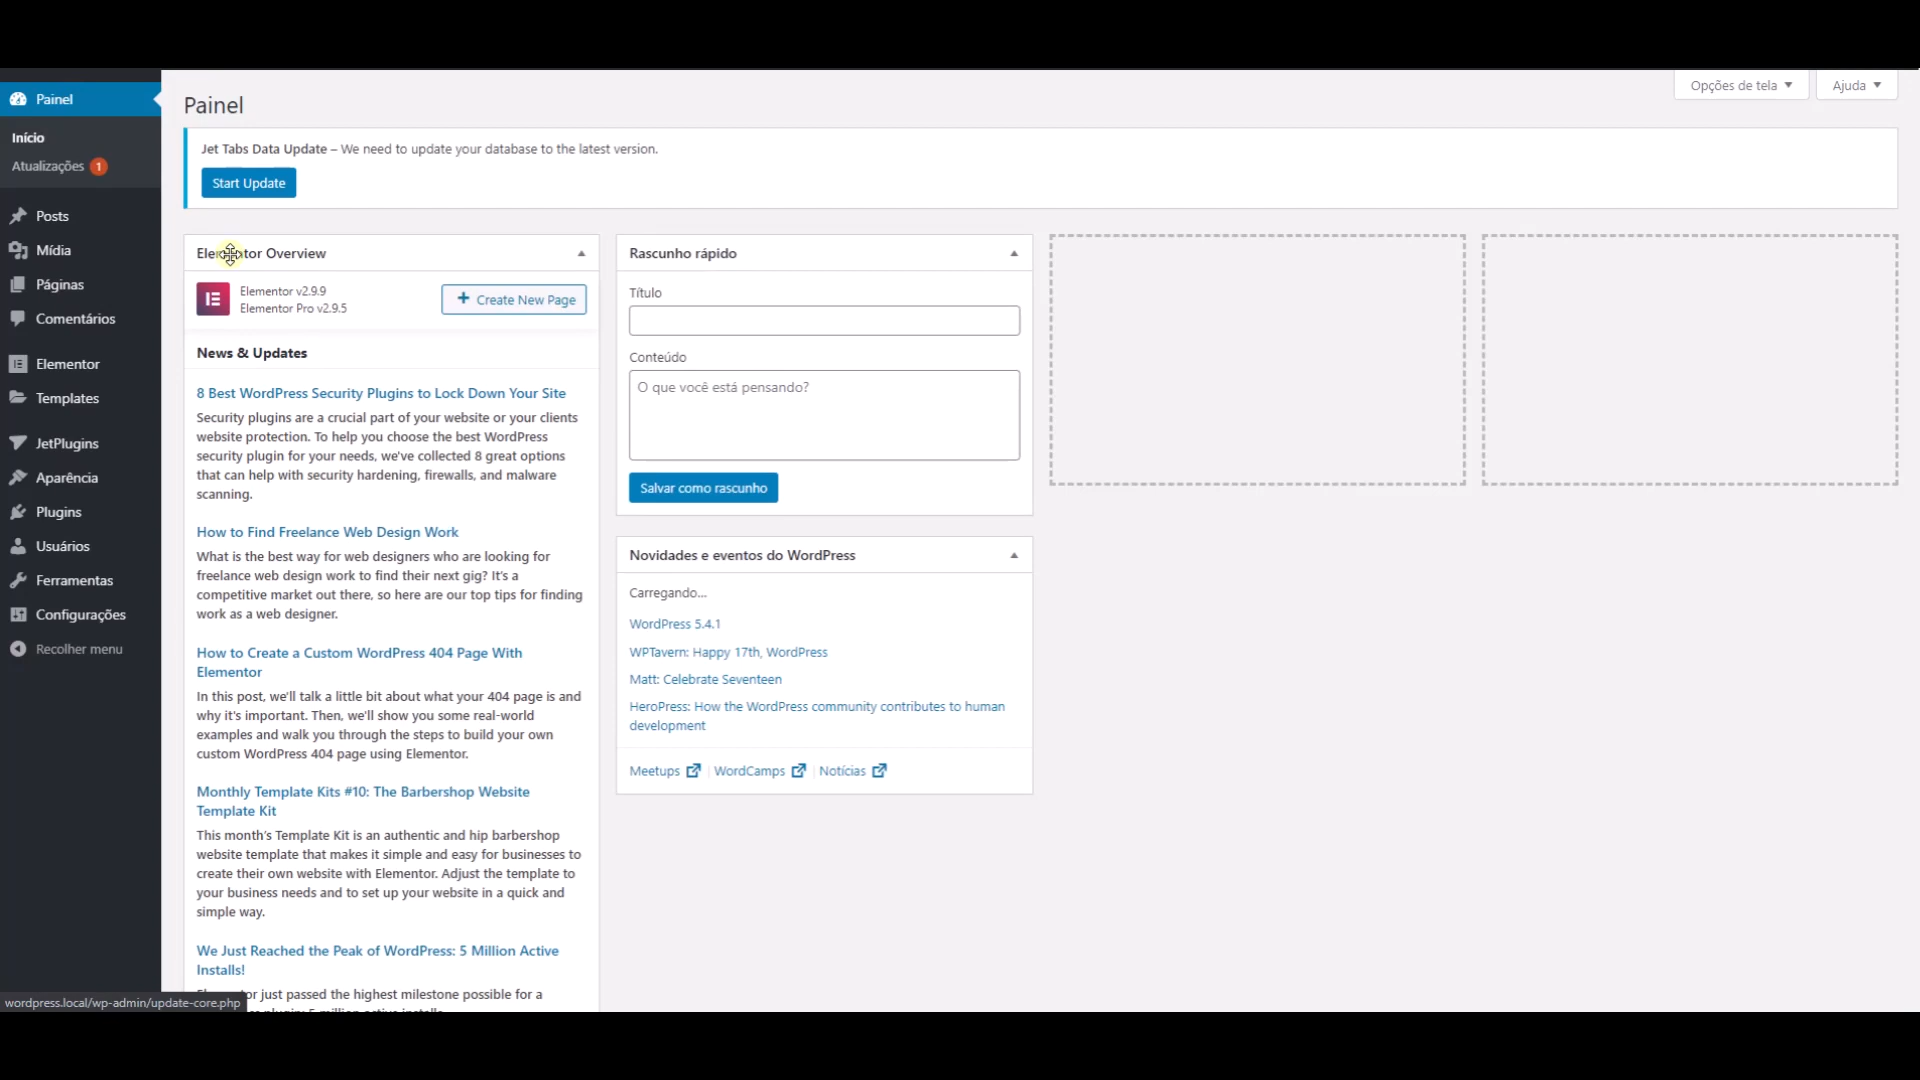 Painel
Início
Atualizações 1
Posts
Mídia
Páginas
Comentários
Elementor
Templates
JetPlugins
Aparência
Plugins
Usuários
Ferramentas
Configurações
Recolher menu
Opções de tela
Ajuda
Painel
Jet Tabs Data Update – We need to update your database to the latest version.
Start Update
Elementor Overview
Elementor v2.9.9
Elementor Pro v2.9.5
Create New Page
News & Updates
8 Best WordPress Security Plugins to Lock Down Your Site
Security plugins are a crucial part of your website or your clients
website protection. To help you choose the best WordPress
security plugin for your needs, we've collected 8 great options
that can help with security hardening, firewalls, and malware
scanning.
How to Find Freelance Web Design Work
What is the best way for web designers who are looking for
freelance web design work to find their next gig? It's a
competitive market out there, so here are our top tips for finding
work as a web designer.
How to Create a Custom WordPress 404 Page With
Elementor
In this post, we'll talk a little bit about what your 404 page is and
why it's important. Then, we'll show you some real-world
examples and walk you through the steps to build your own
custom WordPress 404 page using Elementor.
Monthly Template Kits #10: The Barbershop Website
Template Kit
This month's Template Kit is an authentic and hip barbershop
website template that makes it simple and easy for businesses to
create their own website with Elementor. Adjust the template to
your business needs and to set up your website in a quick and
simple way.
We Just Reached the Peak of WordPress: 5 Million Active
Installs!
just passed the highest milestone possible for a
Rascunho rápido
Título
Conteúdo
O que você está pensando?
Salvar como rascunho
Novidades e eventos do WordPress
Carregando...
WordPress 5.4.1
WPTavern: Happy 17th, WordPress
Matt: Celebrate Seventeen
HeroPress: How the WordPress community contributes to human
development
Meetups | WordCamps | Notícias
wordpress.local/wp-admin/update-core.php